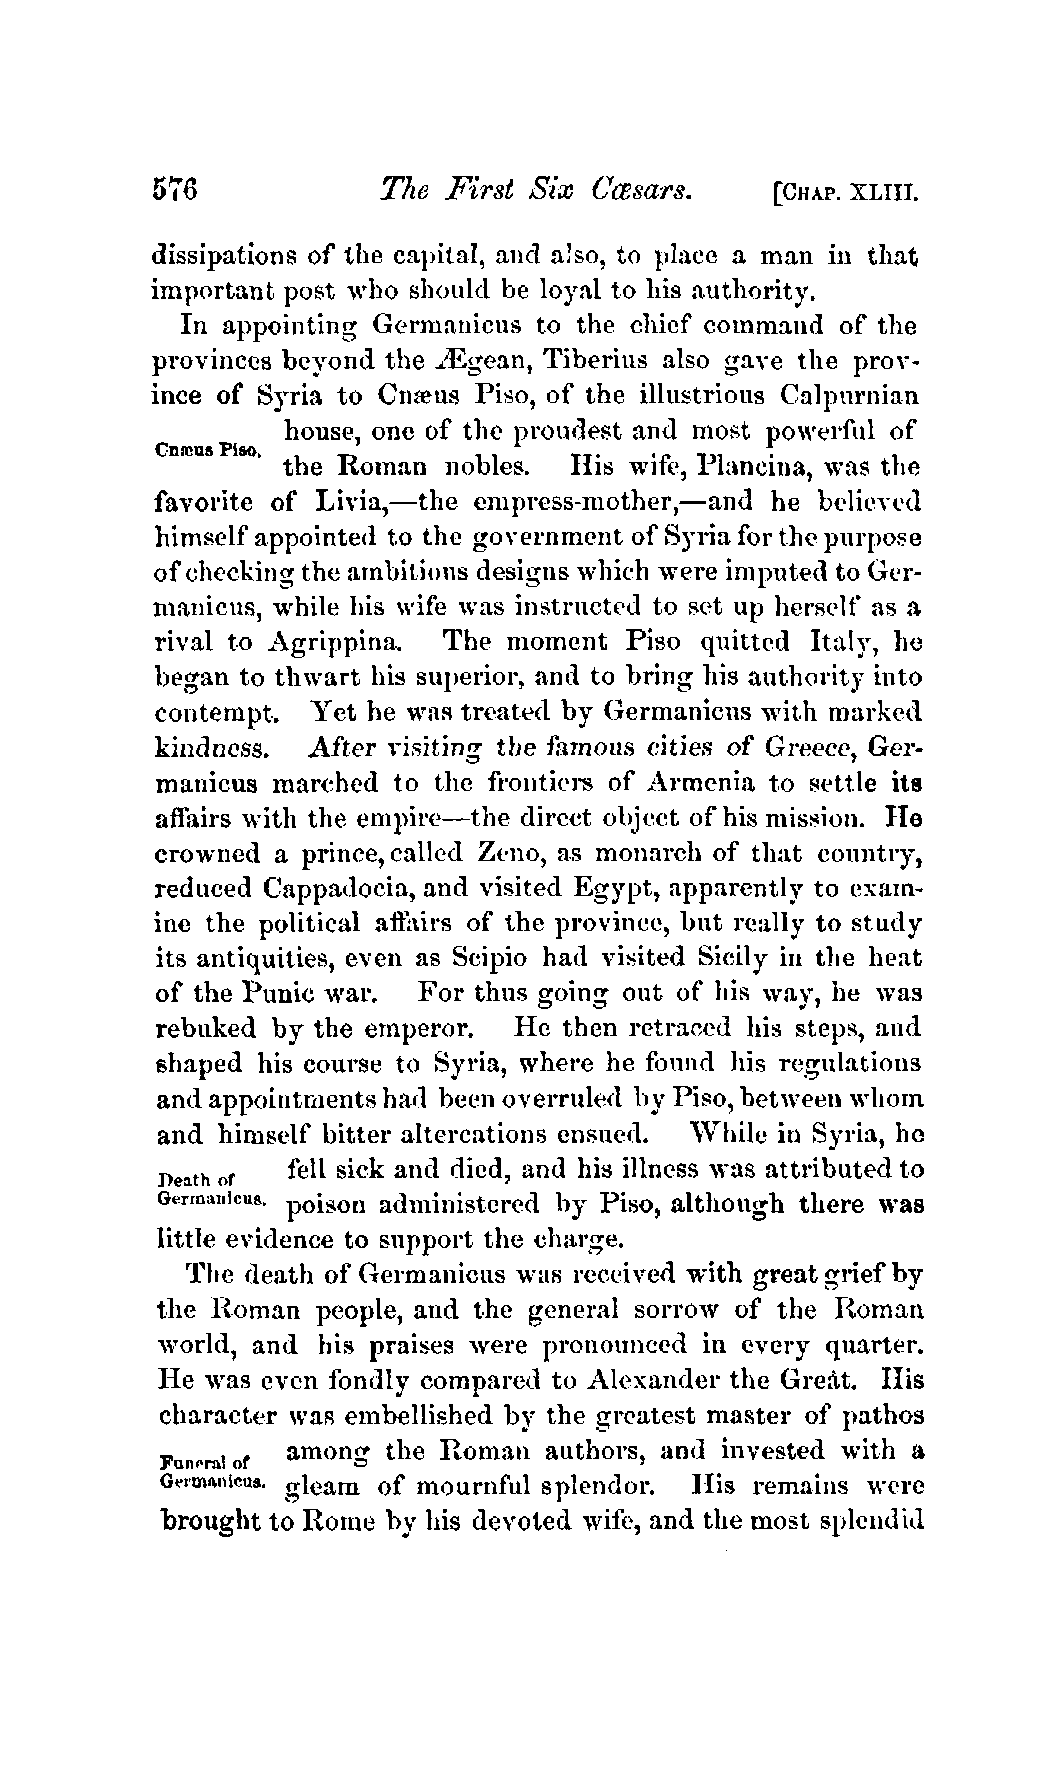 576 The First Six Cæsars. [CHAP. XLIII.
dissipations of the capital, and also, to place a man in that
important post who should be loyal to his authority.
In appointing Germanicus to the chief command of the
provinces beyond the Ægean, Tiberius also gave the prov-
ince of Syria to Cnæus Piso, of the illustrious Calpurnian
house, one of the proudest and most powerful of
Cnæus Piso.
the Roman nobles. His wife, Plancina, was the
favorite of Livia,—the empress-mother,—and he believed
himself appointed to the government of Syria for the purpose
of checking the ambitious designs which were imputed to Ger-
manicus, while his wife was instructed to set up herself as a
rival to Agrippina. The moment Piso quitted Italy, he
began to thwart his superior, and to bring his authority into
contempt. Yet he was treated by Germanicus with marked
kindness. After visiting the famous cities of Greece, Ger-
manicus marched to the frontiers of Armenia to settle its
affairs with the empire—the direct object of his mission. He
crowned a prince, called Zeno, as monarch of that country,
reduced Cappadocia, and visited Egypt, apparently to exam-
ine the political affairs of the province, but really to study
its antiquities, even as Scipio had visited Sicily in the heat
of the Punic war. For thus going out of his way, he was
rebuked by the emperor. He then retraced his steps, and
shaped his course to Syria, where he found his regulations
and appointments had been overruled by Piso, between whom
and himself bitter altercations ensued. While in Syria, he
Death of fell sick and died, and his illness was attributed to
Germanicus. poison administered by Piso, although there was
little evidence to support the charge.
The death of Germanicus was received with great grief by
the Roman people, and the general sorrow of the Roman
world, and his praises were pronounced in every quarter.
He was even fondly compared to Alexander the Great. His
character was embellished by the greatest master of pathos
Funeral of among the Roman authors, and invested with a
Germanicus. gleam of mournful splendor. His remains were
brought to Rome by his devoted wife, and the most splendid